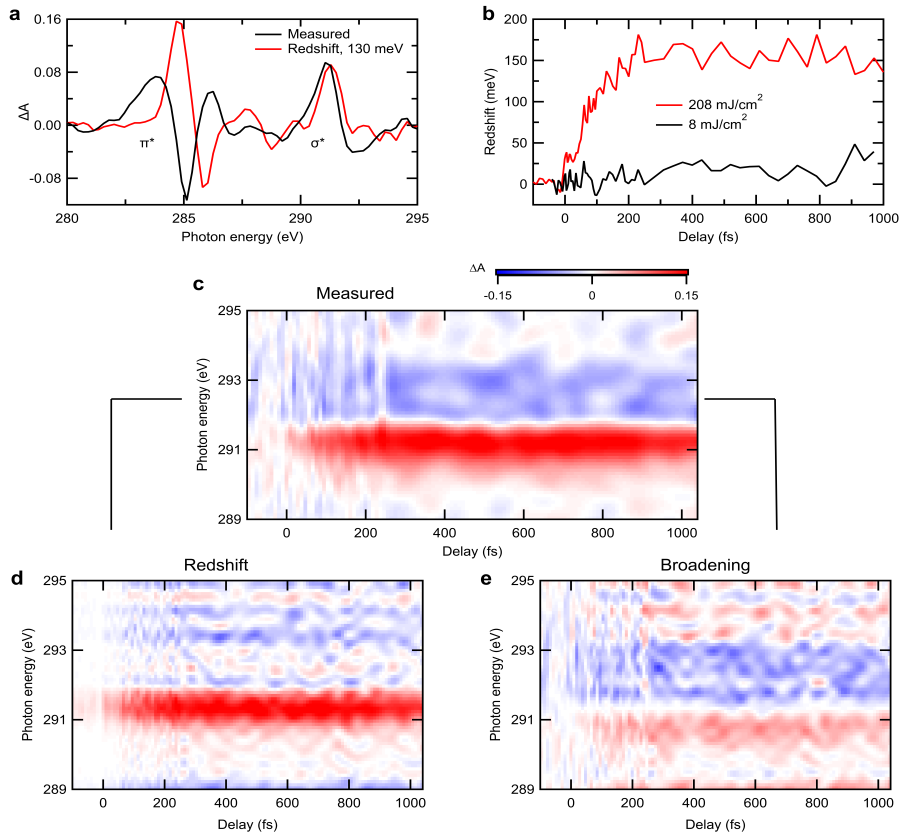 a
0.16
0.08
0.00
-0.08
ΔA
Measured
Redshift, 130 meV
π*
σ*
280
285
290
295
Photon energy (eV)
b
200
150
100
50
0
Redshift (meV)
208 mJ/cm²
8 mJ/cm²
0
200
400
600
800
1000
Delay (fs)
ΔA
-0.15
0
0.15
c
Measured
295
293
291
289
Photon energy (eV)
0
200
400
600
800
1000
Delay (fs)
d
Redshift
295
293
291
289
Photon energy (eV)
0
200
400
600
800
1000
Delay (fs)
e
Broadening
295
293
291
289
Photon energy (eV)
0
200
400
600
800
1000
Delay (fs)